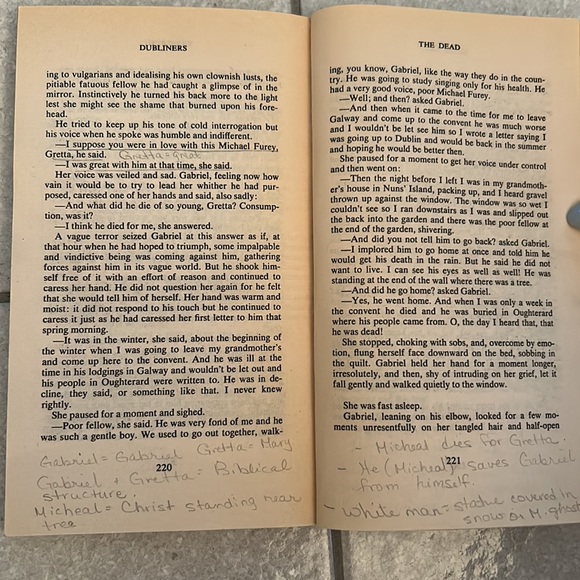 DUBLINERS
ing to vulgarians and idealising his own clownish lusts, the
pitiable fatuous fellow he had caught a glimpse of in the
mirror. Instinctively he turned his back more to the light
lest she might see the shame that burned upon his fore-
head.
He tried to keep up his tone of cold interrogation but
his voice when he spoke was humble and indifferent.
—I suppose you were in love with this Michael Furey,
Gretta, he said. Gretta + great
—I was great with him at that time, she said.
Her voice was veiled and sad. Gabriel, feeling now how
vain it would be to try to lead her whither he had pur-
posed, caressed one of her hands and said, also sadly:
—And what did he die of so young, Gretta? Consump-
tion, was it?
—I think he died for me, she answered.
A vague terror seized Gabriel at this answer as if, at
that hour when he had hoped to triumph, some impalpable
and vindictive being was coming against him, gathering
forces against him in its vague world. But he shook him-
self free of it with an effort of reason and continued to
caress her hand. He did not question her again for he felt
that she would tell him of herself. Her hand was warm and
moist: it did not respond to his touch but he continued to
caress it just as he had caressed her first letter to him that
spring morning.
—It was in the winter, she said, about the beginning of
the winter when I was going to leave my grandmother's
and come up here to the convent. And he was ill at the
time in his lodgings in Galway and wouldn't be let out and
his people in Oughterard were written to. He was in de-
cline, they said, or something like that. I never knew
rightly.
She paused for a moment and sighed.
—Poor fellow, she said. He was very fond of me and he
was such a gentle boy. We used to go out together, walk-
220
Gabriel = Gabriel Gretta = Mary
Gabriel + Gretta = Biblical
structure.
Micheal = Christ standing near
tree
THE DEAD
ing, you know, Gabriel, like the way they do in the coun-
try. He was going to study singing only for his health. He
had a very good voice, poor Michael Furey.
—Well; and then? asked Gabriel.
—And then when it came to the time for me to leave
Galway and come up to the convent he was much worse
and I wouldn't be let see him so I wrote a letter saying I
was going up to Dublin and would be back in the summer
and hoping he would be better then.
She paused for a moment to get her voice under control
and then went on:
—Then the night before I left I was in my grandmoth-
er's house in Nuns' Island, packing up, and I heard gravel
thrown up against the window. The window was so wet I
couldn't see so I ran downstairs as I was and slipped out
the back into the garden and there was the poor fellow at
the end of the garden, shivering.
—And did you not tell him to go back? asked Gabriel.
—I implored him to go home at once and told him he
would get his death in the rain. But he said he did not
want to live. I can see his eyes as well as well! He was
standing at the end of the wall where there was a tree.
—And did he go home? asked Gabriel.
—Yes, he went home. And when I was only a week in
the convent he died and he was buried in Oughterard
where his people came from. O, the day I heard that, that
he was dead!
She stopped, choking with sobs, and, overcome by emo-
tion, flung herself face downward on the bed, sobbing in
the quilt. Gabriel held her hand for a moment longer,
irresolutely, and then, shy of intruding on her grief, let it
fall gently and walked quietly to the window.
She was fast asleep.
Gabriel, leaning on his elbow, looked for a few mo-
ments unresentfully on her tangled hair and half-open
221
- Micheal dies for Gretta.
- He (Micheal) saves Gabriel
from himself.
- white man = statue covered in
snow or M. ghost